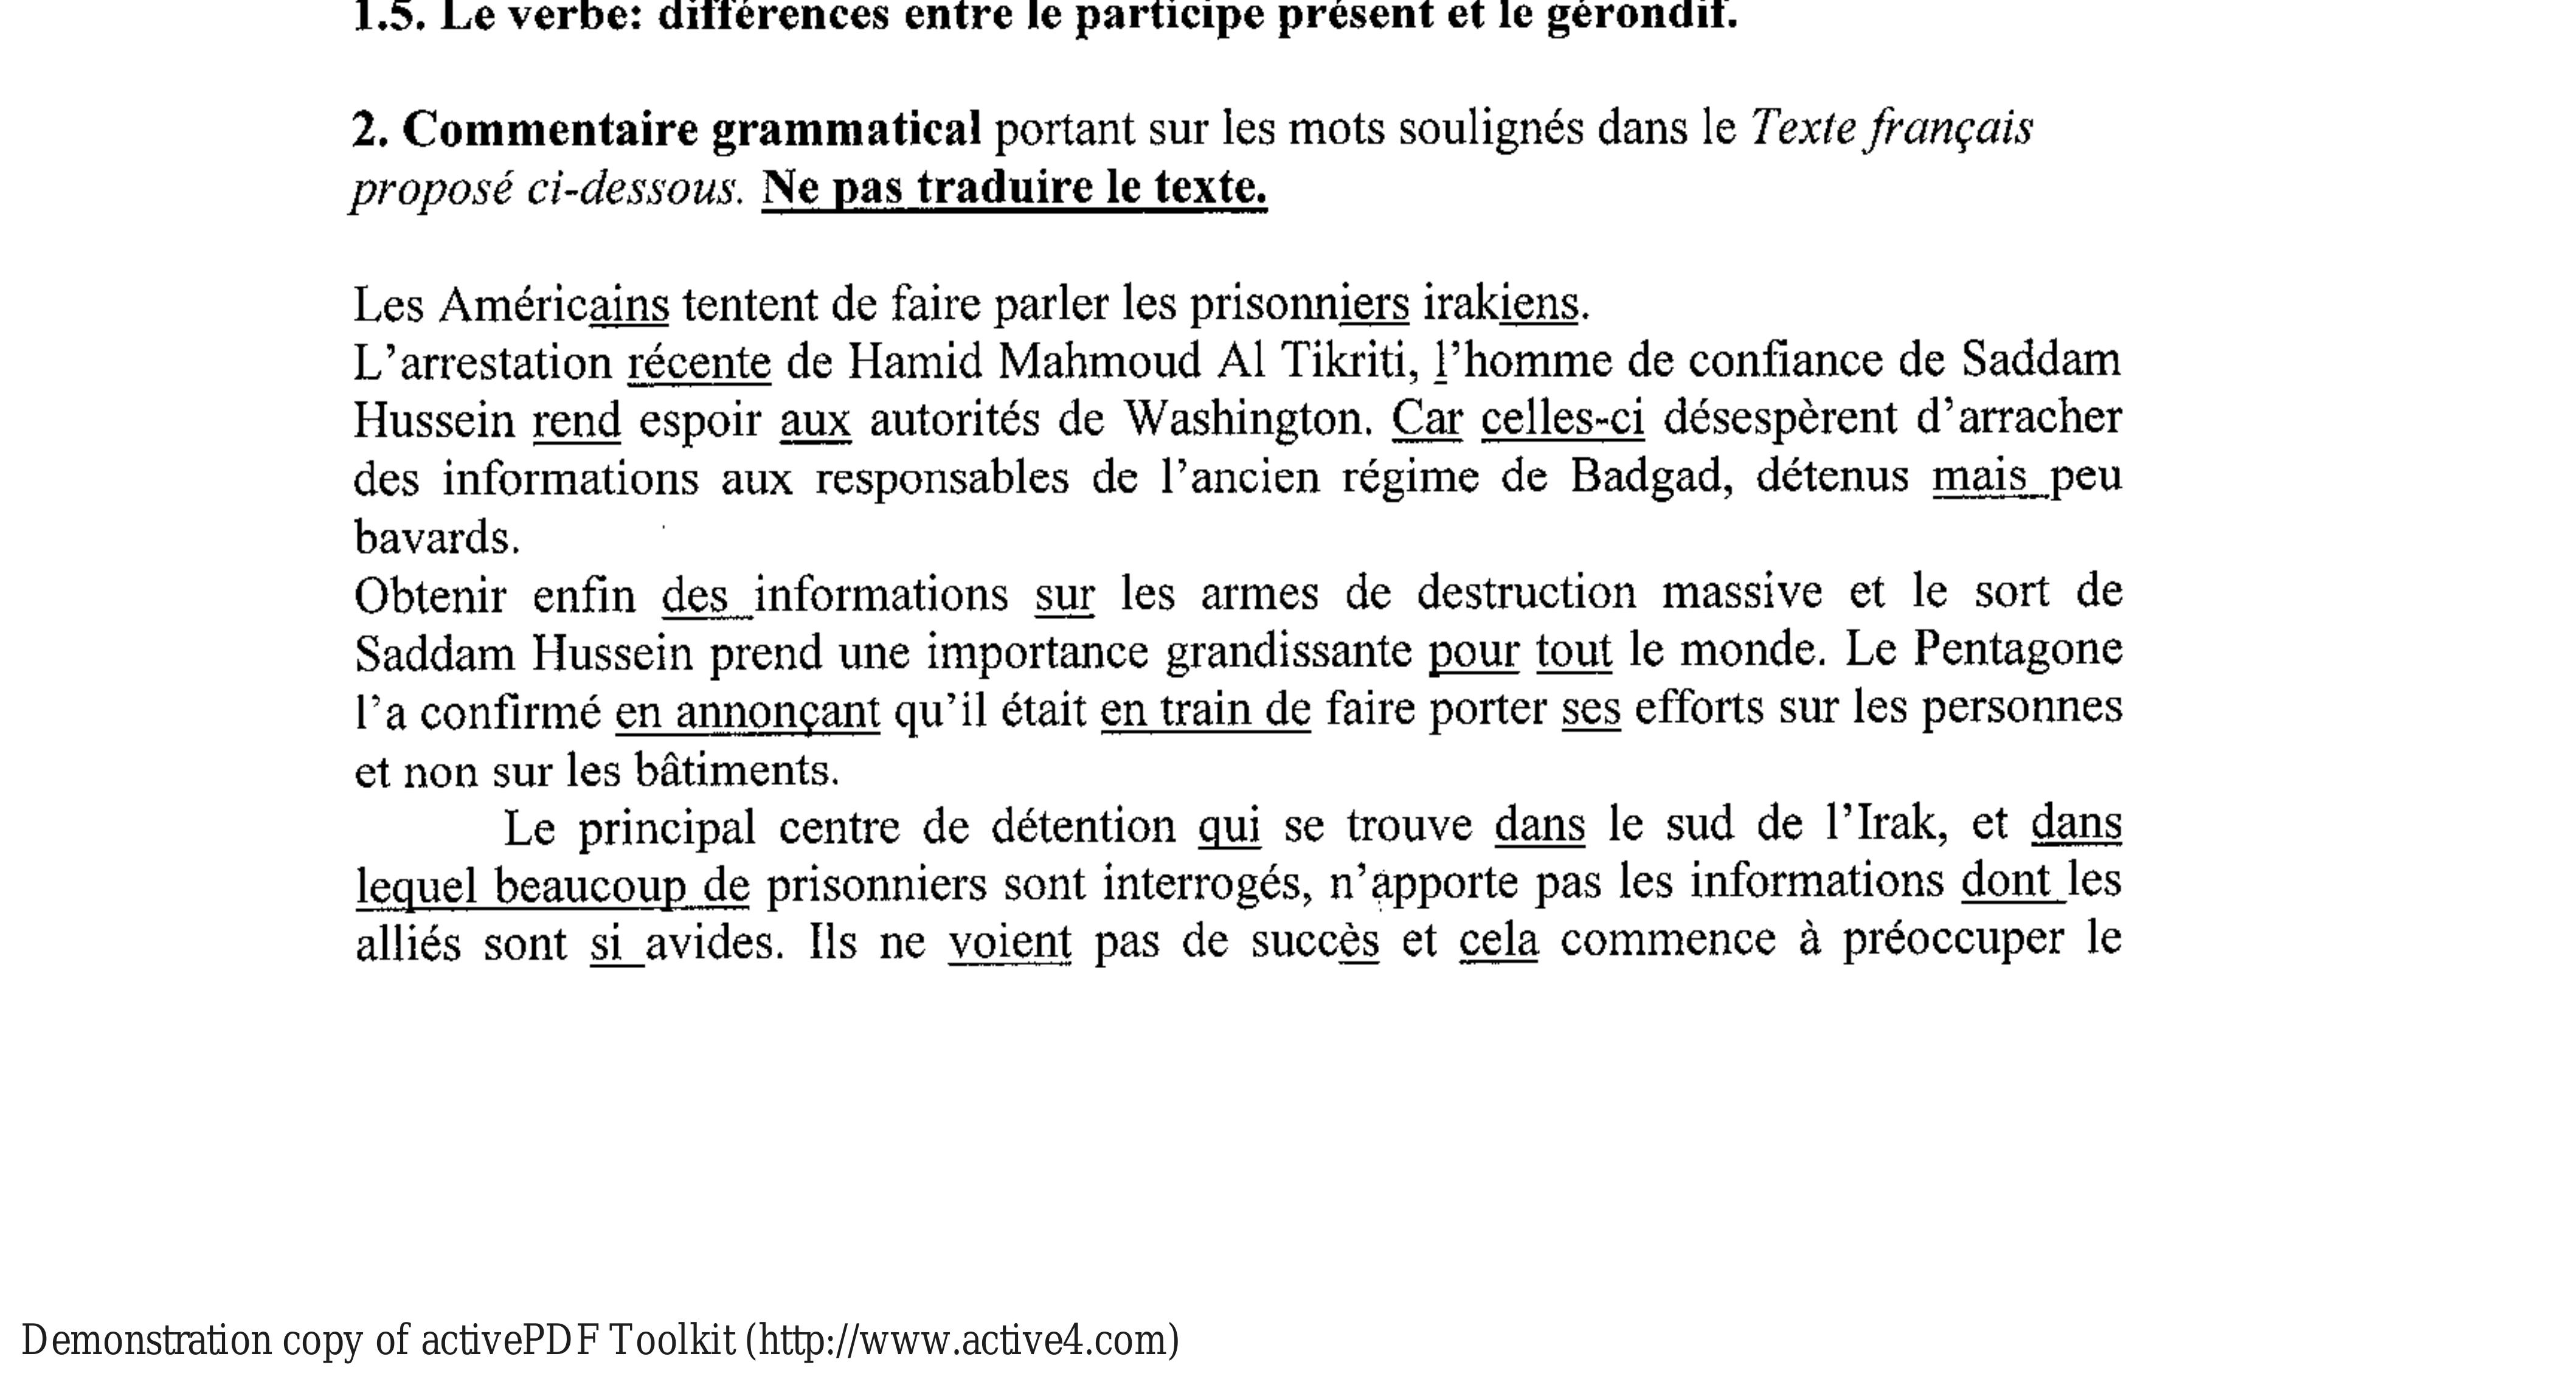 1.5. Le verbe: différences entre le participe présent et le gérondif.
2. Commentaire grammatical portant sur les mots soulignés dans le Texte français
proposé ci-dessous. Ne pas traduire le texte.
Les Américains tentent de faire parler les prisonniers irakiens.
L’arrestation récente de Hamid Mahmoud Al Tikriti, l’homme de confiance de Saddam
Hussein rend espoir aux autorités de Washington. Car celles-ci désespèrent d’arracher
des informations aux responsables de l’ancien régime de Badgad, détenus mais peu
bavards.
Obtenir enfin des informations sur les armes de destruction massive et le sort de
Saddam Hussein prend une importance grandissante pour tout le monde. Le Pentagone
l’a confirmé en annonçant qu’il était en train de faire porter ses efforts sur les personnes
et non sur les bâtiments.
Le principal centre de détention qui se trouve dans le sud de l’Irak, et dans
lequel beaucoup de prisonniers sont interrogés, n’apporte pas les informations dont les
alliés sont si avides. Ils ne voient pas de succès et cela commence à préoccuper le
Demonstration copy of activePDF Toolkit (http://www.active4.com)